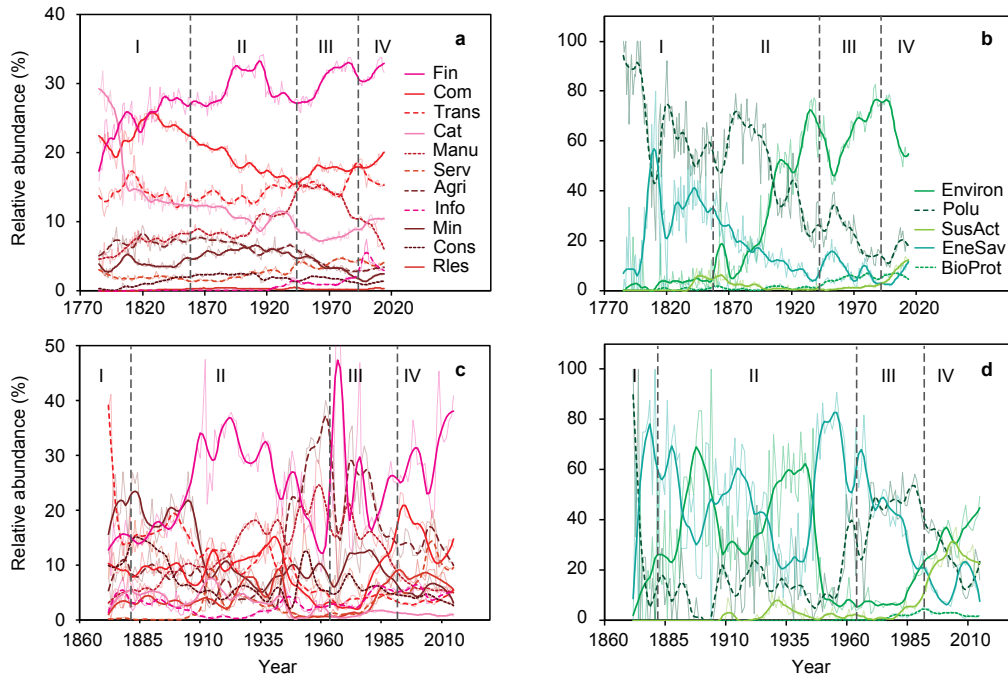 40
30
20
10
0
Relative abundance (%)
I
II
III
IV
a
Fin
Com
Trans
Cat
Manu
Serv
Agri
Info
Min
Cons
Rles
1770
1820
1870
1920
1970
2020
100
80
60
40
20
0
Relative abundance (%)
I
II
III
IV
b
Environ
Polu
SusAct
EneSav
BioProt
1770
1820
1870
1920
1970
2020
50
40
30
20
10
0
Relative abundance (%)
I
II
III
IV
c
1860
1885
1910
1935
1960
1985
2010
Year
100
80
60
40
20
0
I
II
III
IV
d
1860
1885
1910
1935
1960
1985
2010
Year